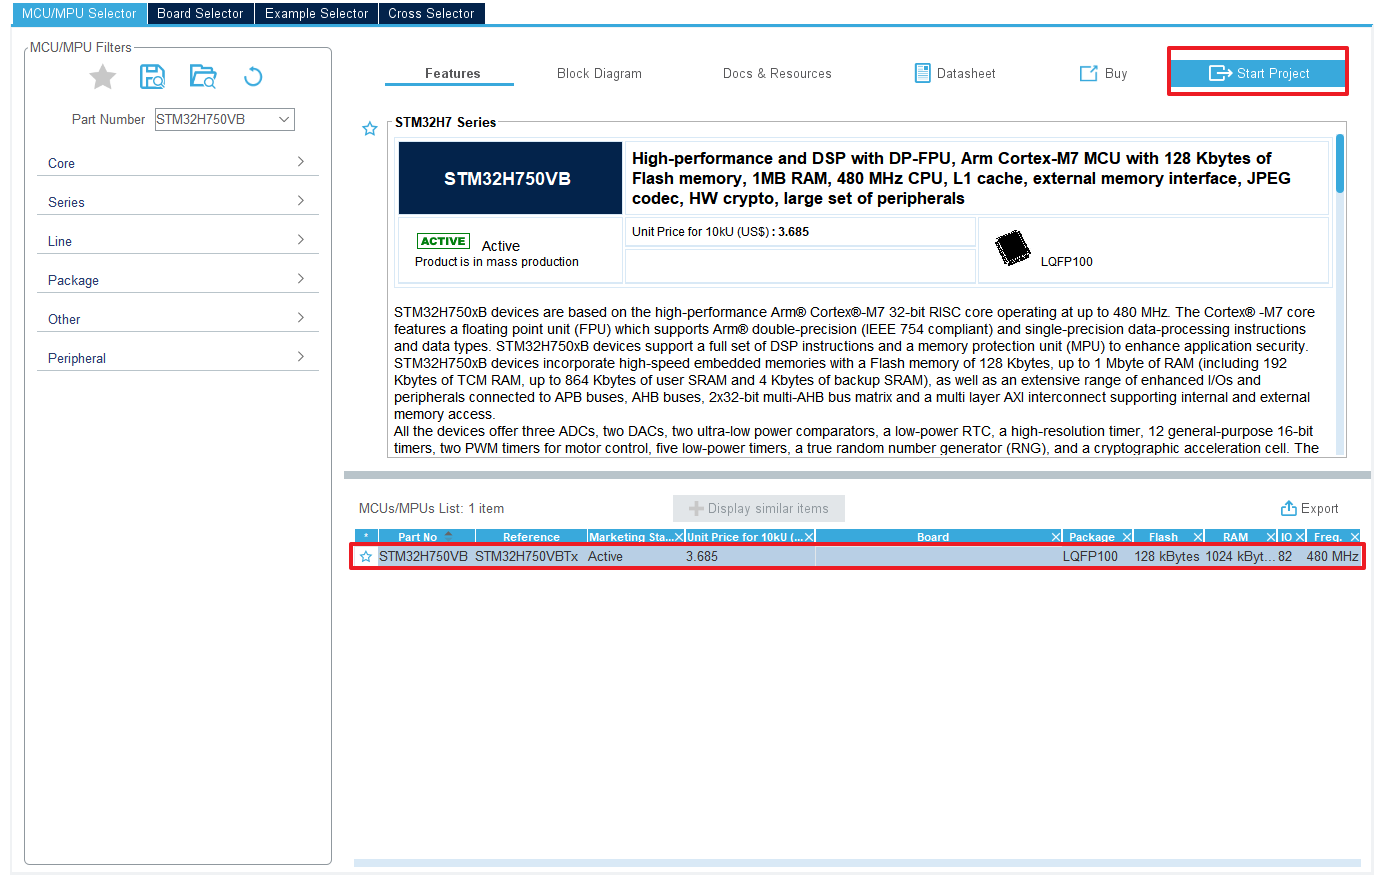 MCU/MPU Selector
Board Selector
Example Selector
Cross Selector
MCU/MPU Filters
Part Number
STM32H750VB
Core
Series
Line
Package
Other
Peripheral
Features
Block Diagram
Docs & Resources
Datasheet
Buy
Start Project
STM32H7 Series
STM32H750VB
High-performance and DSP with DP-FPU, Arm Cortex-M7 MCU with 128 Kbytes of
Flash memory, 1MB RAM, 480 MHz CPU, L1 cache, external memory interface, JPEG
codec, HW crypto, large set of peripherals
ACTIVE
Active
Product is in mass production
Unit Price for 10kU (US$) : 3.685
LQFP100
STM32H750xB devices are based on the high-performance Arm® Cortex®-M7 32-bit RISC core operating at up to 480 MHz. The Cortex® -M7 core
features a floating point unit (FPU) which supports Arm® double-precision (IEEE 754 compliant) and single-precision data-processing instructions
and data types. STM32H750xB devices support a full set of DSP instructions and a memory protection unit (MPU) to enhance application security.
STM32H750xB devices incorporate high-speed embedded memories with a Flash memory of 128 Kbytes, up to 1 Mbyte of RAM (including 192
Kbytes of TCM RAM, up to 864 Kbytes of user SRAM and 4 Kbytes of backup SRAM), as well as an extensive range of enhanced I/Os and
peripherals connected to APB buses, AHB buses, 2x32-bit multi-AHB bus matrix and a multi layer AXI interconnect supporting internal and external
memory access.
All the devices offer three ADCs, two DACs, two ultra-low power comparators, a low-power RTC, a high-resolution timer, 12 general-purpose 16-bit
timers, two PWM timers for motor control, five low-power timers, a true random number generator (RNG), and a cryptographic acceleration cell. The
MCUs/MPUs List: 1 item
Display similar items
Export
* Part No Reference Marketing Sta... Unit Price for 10kU (... Board Package Flash RAM IO Freq.
STM32H750VB STM32H750VBTx Active 3.685 LQFP100 128 kBytes 1024 kByt... 82 480 MHz